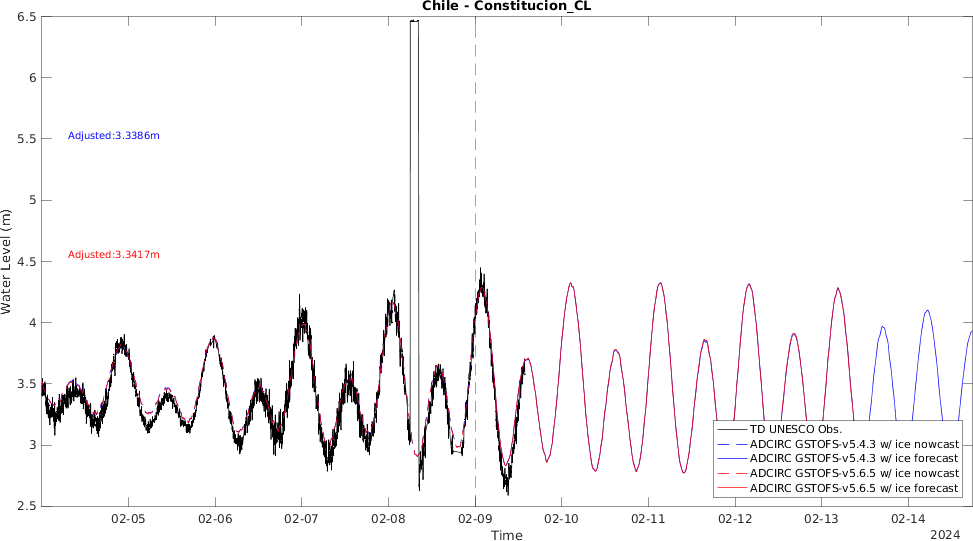 Chile - Constitucion_CL
6.5
6
5.5
5
4.5
4
3.5
3
2.5
Water Level (m)
Adjusted:3.3386m
Adjusted:3.3417m
TD UNESCO Obs.
ADCIRC GSTOFS-v5.4.3 w/ ice nowcast
ADCIRC GSTOFS-v5.4.3 w/ ice forecast
ADCIRC GSTOFS-v5.6.5 w/ ice nowcast
ADCIRC GSTOFS-v5.6.5 w/ ice forecast
02-05 02-06 02-07 02-08 02-09 02-10 02-11 02-12 02-13 02-14
Time
2024